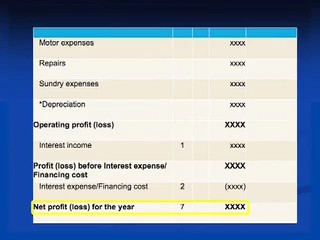 Motor expenses xxxx
Repairs xxxx
Sundry expenses xxxx
*Depreciation xxxx
Operating profit (loss) XXXX
Interest income 1 xxxx
Profit (loss) before Interest expense/ XXXX
Financing cost
Interest expense/Financing cost 2 (xxxx)
Net profit (loss) for the year 7 XXXX